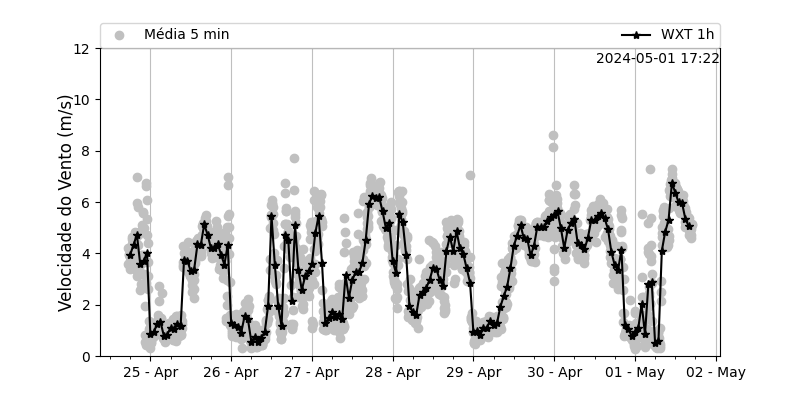 Média 5 min
WXT 1h
2024-05-01 17:22
12
10
8
6
4
2
0
Velocidade do Vento (m/s)
25 - Apr 26 - Apr 27 - Apr 28 - Apr 29 - Apr 30 - Apr 01 - May 02 - May